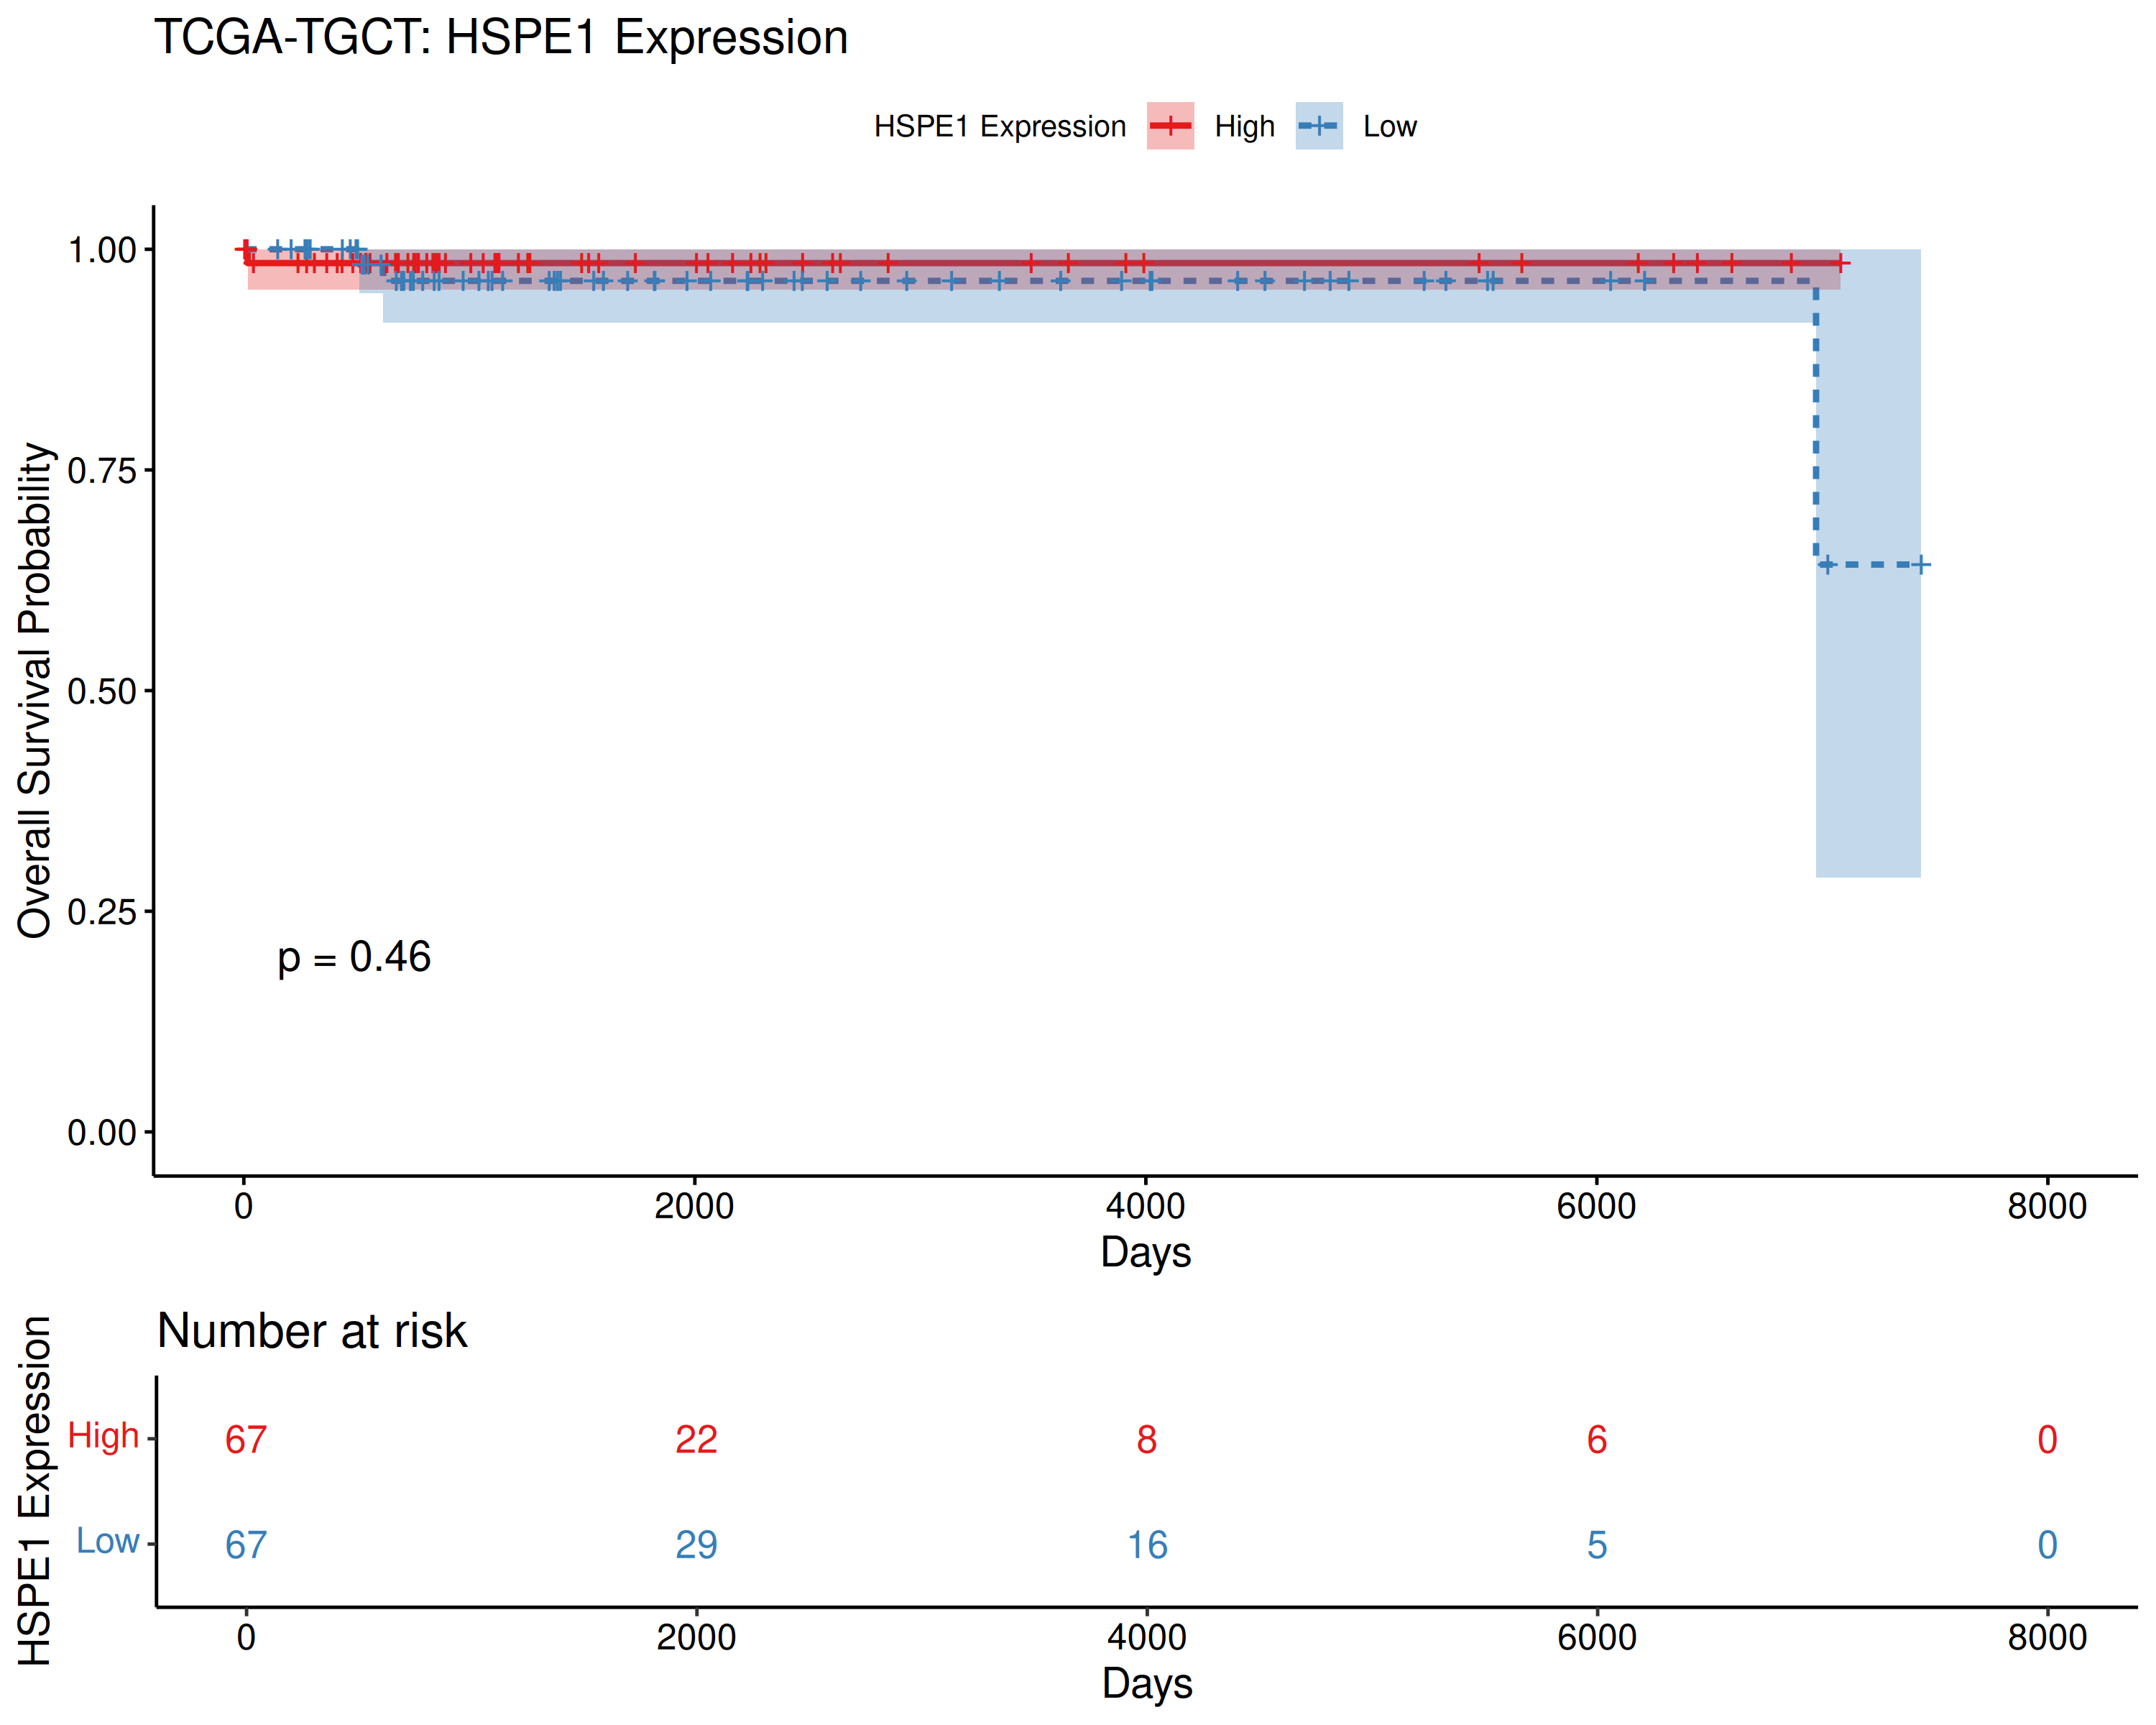 TCGA-TGCT: HSPE1 Expression
HSPE1 Expression High Low
Overall Survival Probability
1.00
0.75
0.50
0.25
0.00
p = 0.46
0 2000 4000 6000 8000
Days
Number at risk
HSPE1 Expression
High 67 22 8 6 0
Low 67 29 16 5 0
0 2000 4000 6000 8000
Days